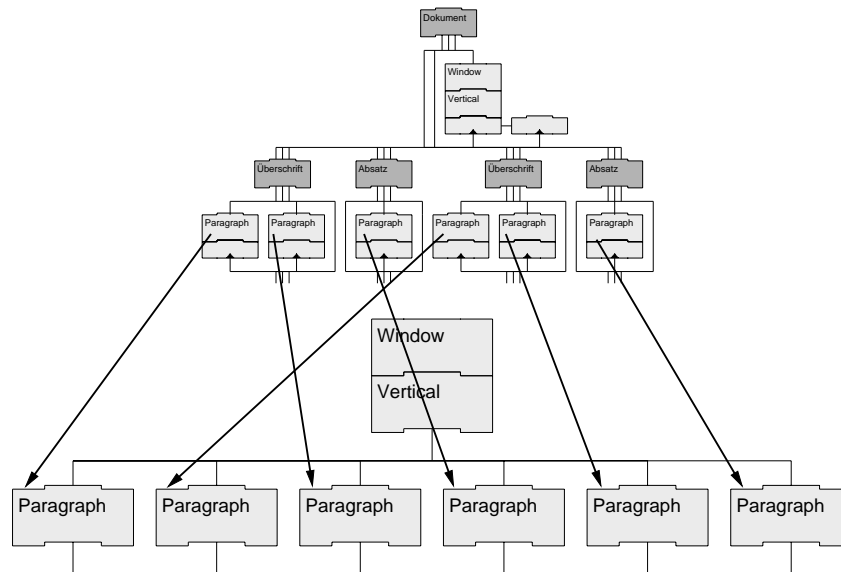 Dokument
Window
Vertical
Überschrift
Absatz
Überschrift
Absatz
Paragraph
Paragraph
Paragraph
Paragraph
Paragraph
Paragraph
Window
Vertical
Paragraph
Paragraph
Paragraph
Paragraph
Paragraph
Paragraph